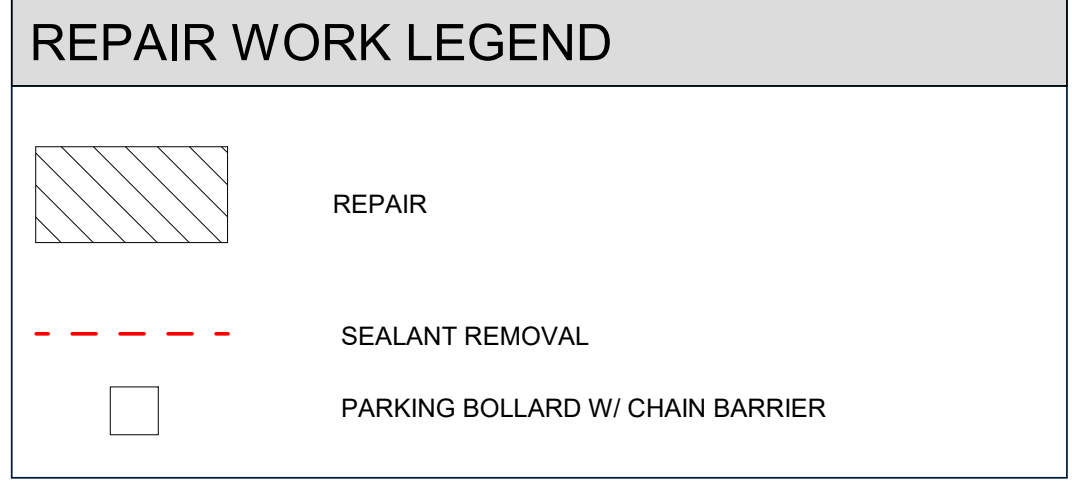 REPAIR WORK LEGEND
REPAIR
SEALANT REMOVAL
PARKING BOLLARD W/ CHAIN BARRIER